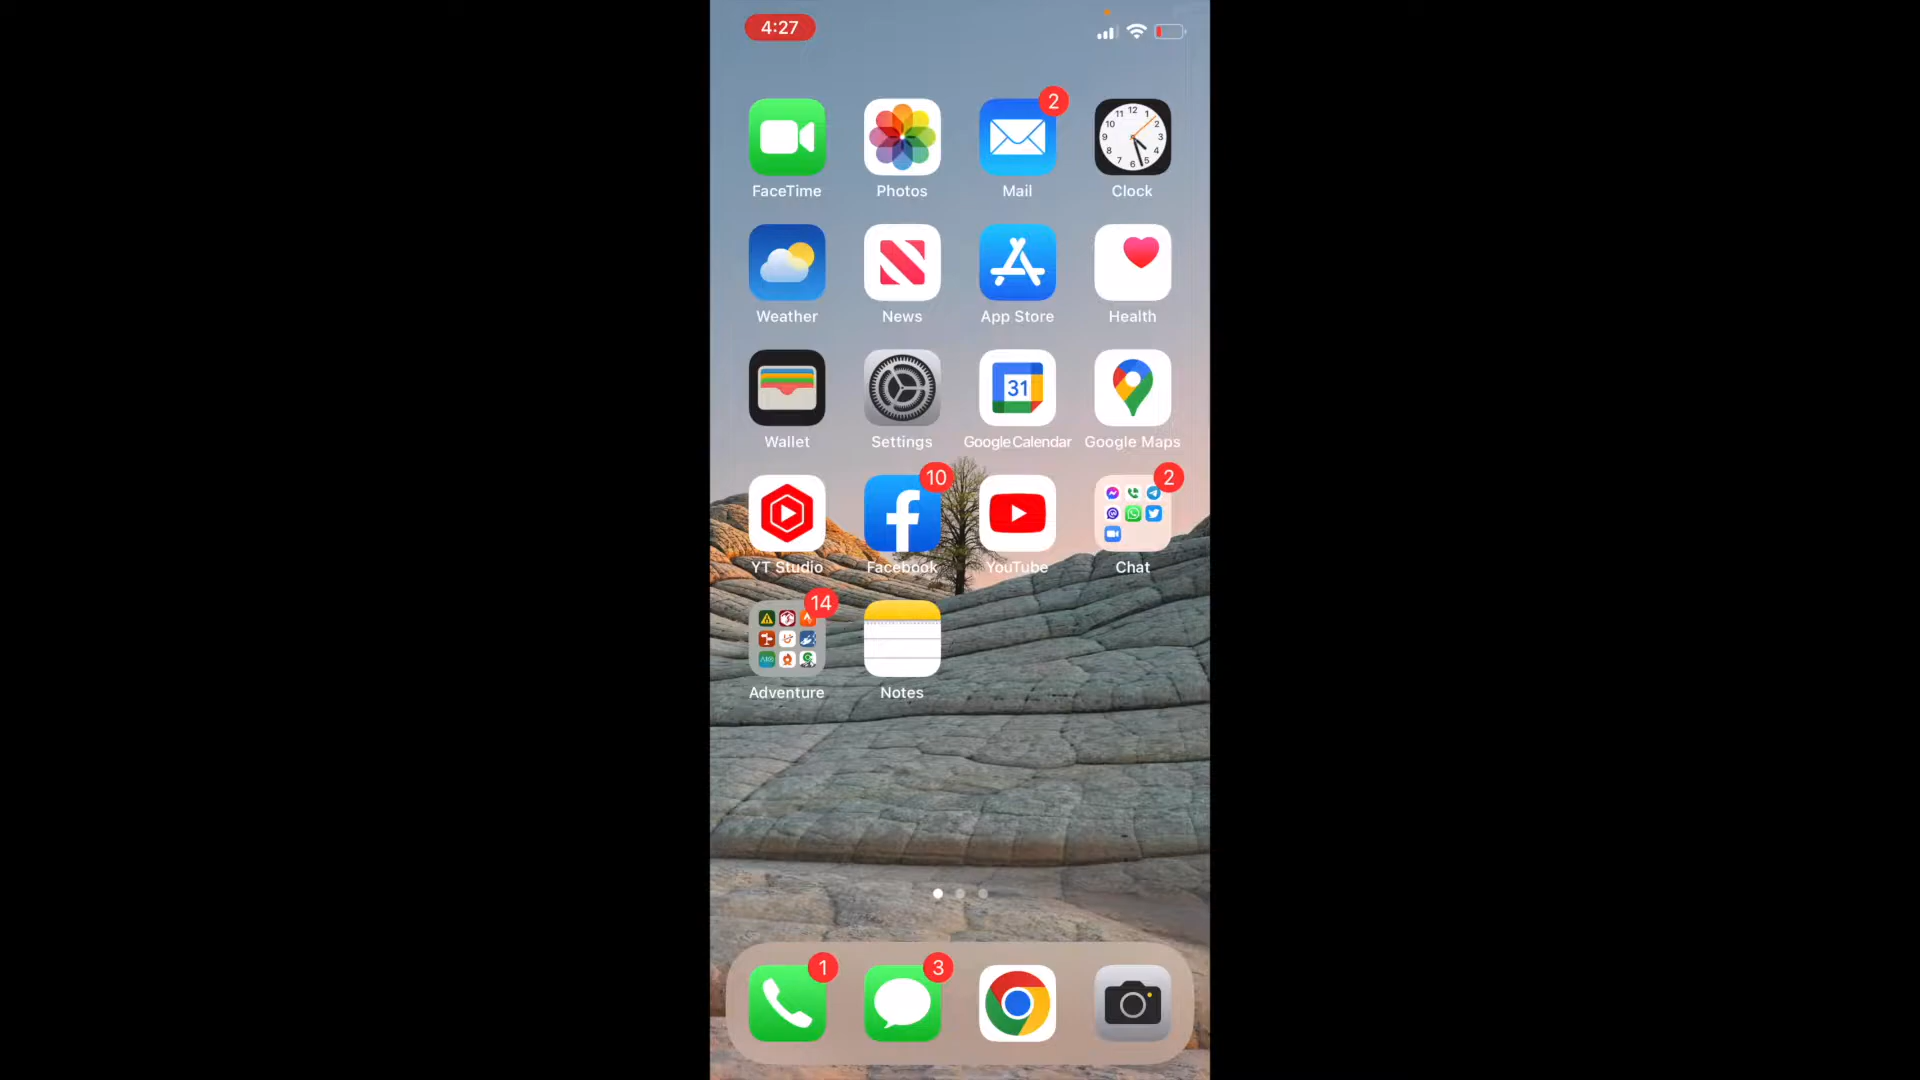 4:27
2
FaceTime Photos Mail Clock
Weather News App Store Health
31
Wallet Settings Google Calendar Google Maps
10 2
YT Studio Facebook YouTube Chat
14
Adventure Notes
1 3